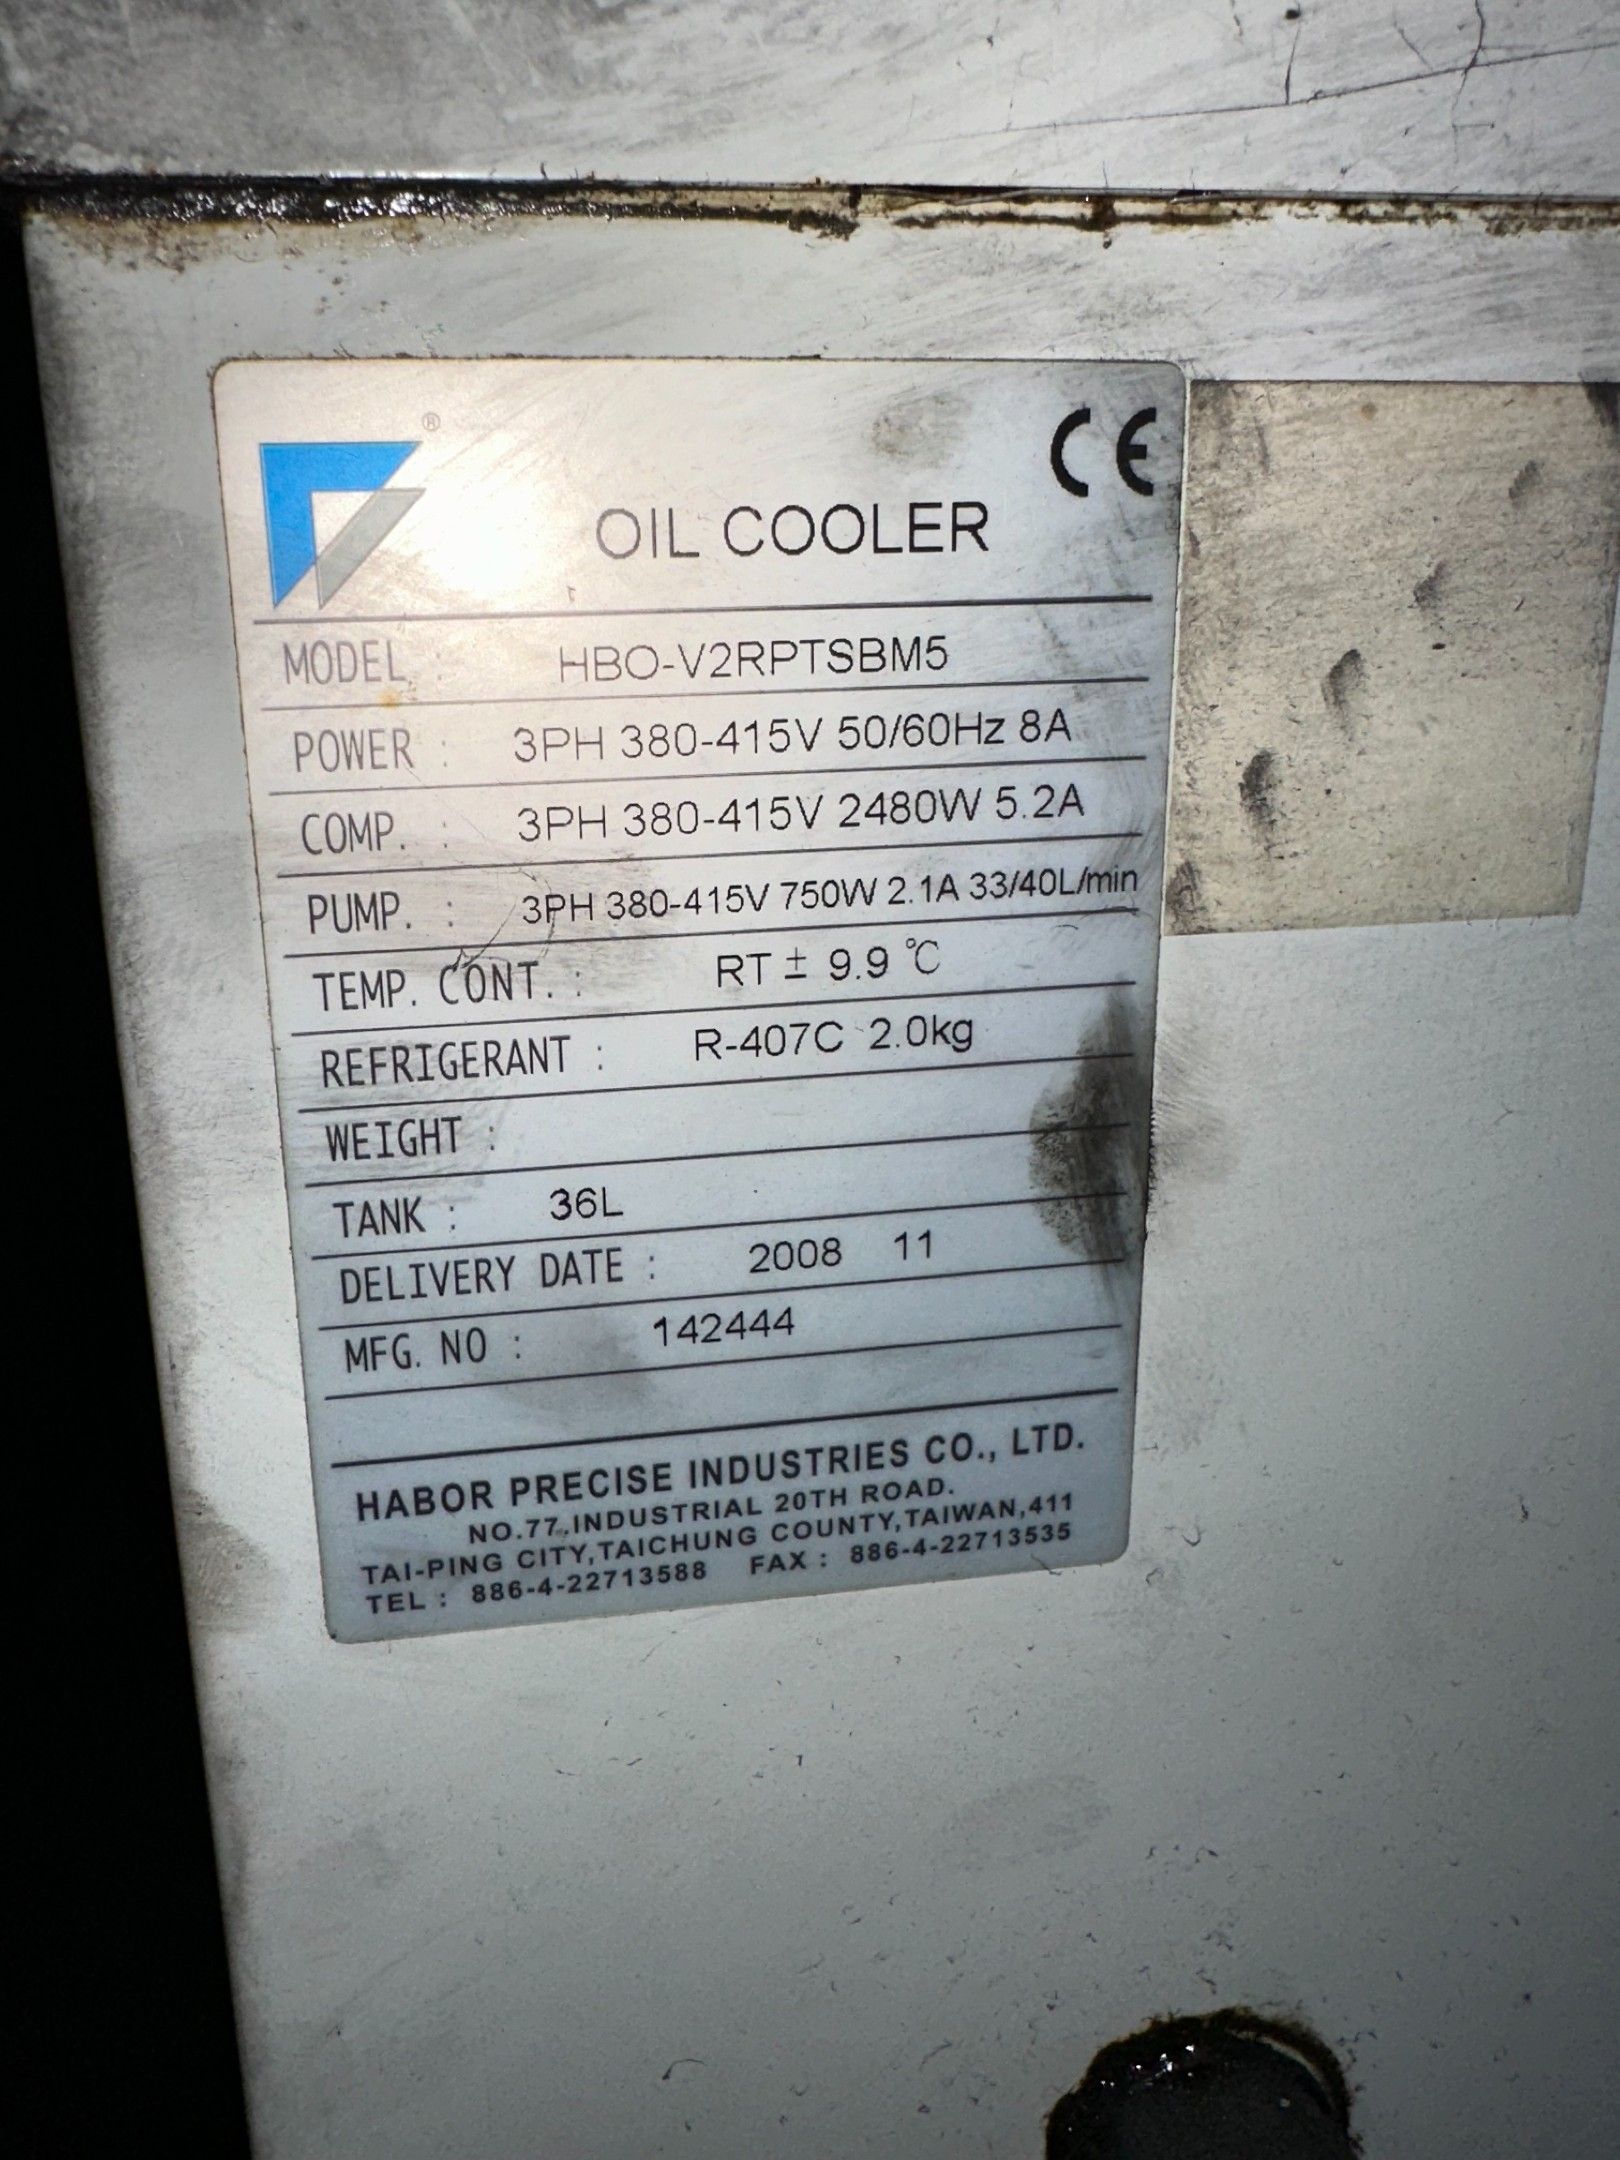 ®
CE
OIL COOLER
MODEL : HBO-V2RPTSBM5
POWER : 3PH 380-415V 50/60Hz 8A
COMP. : 3PH 380-415V 2480W 5.2A
PUMP. : 3PH 380-415V 750W 2.1A 33/40L/min
TEMP. CONT. : RT ± 9.9 ℃
REFRIGERANT : R-407C 2.0kg
WEIGHT :
TANK : 36L
DELIVERY DATE : 2008 11
MFG. NO : 142444
HABOR PRECISE INDUSTRIES CO., LTD.
NO.77.INDUSTRIAL 20TH ROAD.
TAI-PING CITY,TAICHUNG COUNTY,TAIWAN,411
TEL : 886-4-22713588 FAX : 886-4-22713535